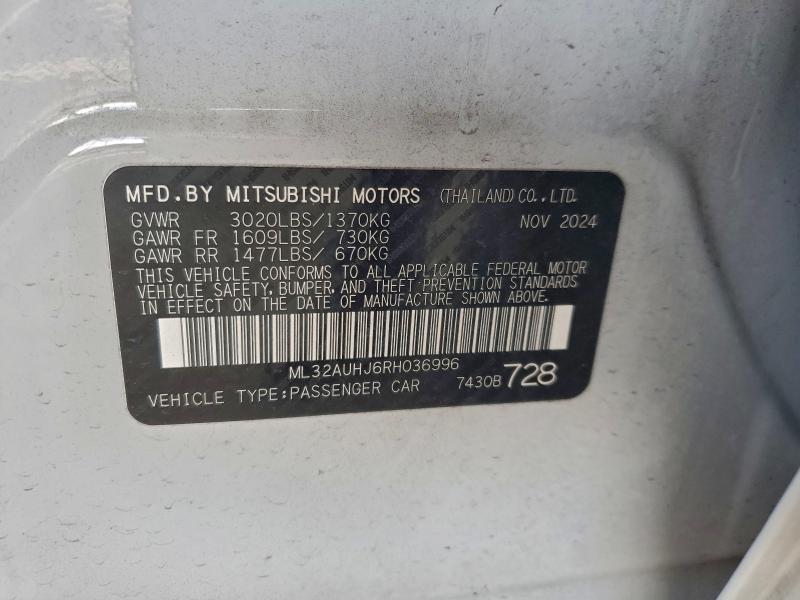 MFD.BY MITSUBISHI MOTORS (THAILAND) CO., LTD.
GVWR 3020LBS/1370KG NOV 2024
GAWR FR 1609LBS/ 730KG
GAWR RR 1477LBS/ 670KG
THIS VEHICLE CONFORMS TO ALL APPLICABLE FEDERAL MOTOR
VEHICLE SAFETY, BUMPER, AND THEFT PREVENTION STANDARDS
IN EFFECT ON THE DATE OF MANUFACTURE SHOWN ABOVE.
ML32AUHJ6RH036996
VEHICLE TYPE:PASSENGER CAR 7430B 728